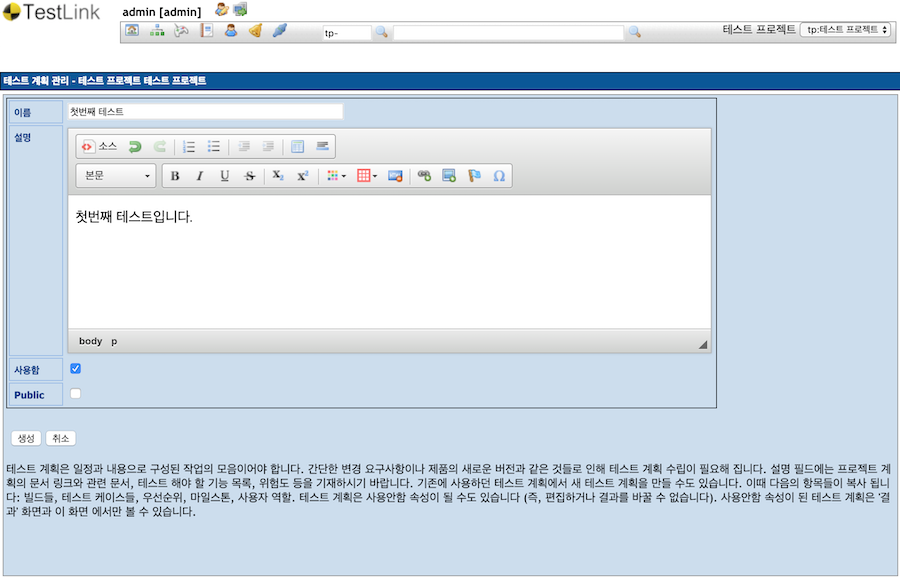 TestLink
admin [admin]
tp-
테스트 프로젝트 tp:테스트 프로젝트
테스트 계획 관리 - 테스트 프로젝트 테스트 프로젝트
이름 첫번째 테스트
설명
소스
본문 B I U S X₂ X² Ω
첫번째 테스트입니다.
body p
사용함
Public
생성 취소
테스트 계획은 일정과 내용으로 구성된 작업의 모음이어야 합니다. 간단한 변경 요구사항이나 제품의 새로운 버전과 같은 것들로 인해 테스트 계획 수립이 필요해 집니다. 설명 필드에는 프로젝트 계
획의 문서 링크와 관련 문서, 테스트 해야 할 기능 목록, 위험도 등을 기재하시기 바랍니다. 기존에 사용하던 테스트 계획에서 새 테스트 계획을 만들 수도 있습니다. 이때 다음의 항목들이 복사 됩니
다: 빌드들, 테스트 케이스들, 우선순위, 마일스톤, 사용자 역할. 테스트 계획은 사용안함 속성이 될 수도 있습니다 (즉, 편집하거나 결과를 바꿀 수 없습니다). 사용안함 속성이 된 테스트 계획은 '결
과' 화면과 이 화면 에서만 볼 수 있습니다.